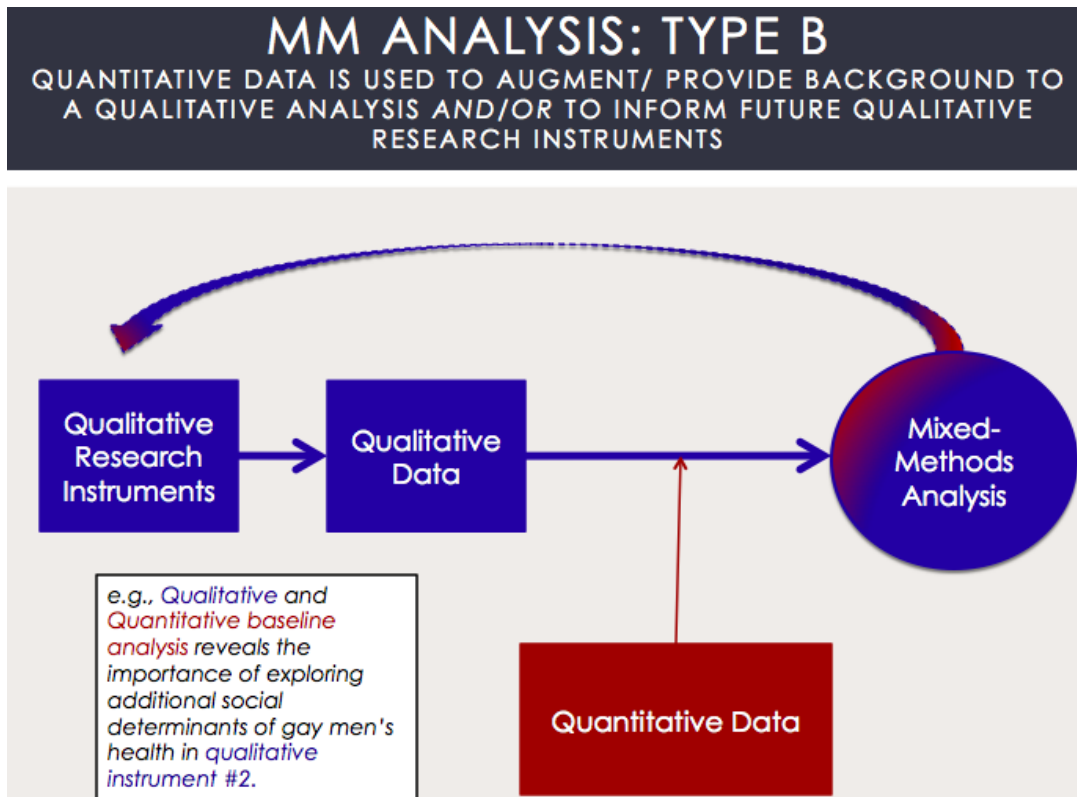 MM ANALYSIS: TYPE B
QUANTITATIVE DATA IS USED TO AUGMENT/ PROVIDE BACKGROUND TO
A QUALITATIVE ANALYSIS AND/OR TO INFORM FUTURE QUALITATIVE
RESEARCH INSTRUMENTS
Qualitative
Research
Instruments
Qualitative
Data
Mixed-
Methods
Analysis
e.g., Qualitative and
Quantitative baseline
analysis reveals the
importance of exploring
additional social
determinants of gay men's
health in qualitative
instrument #2.
Quantitative Data